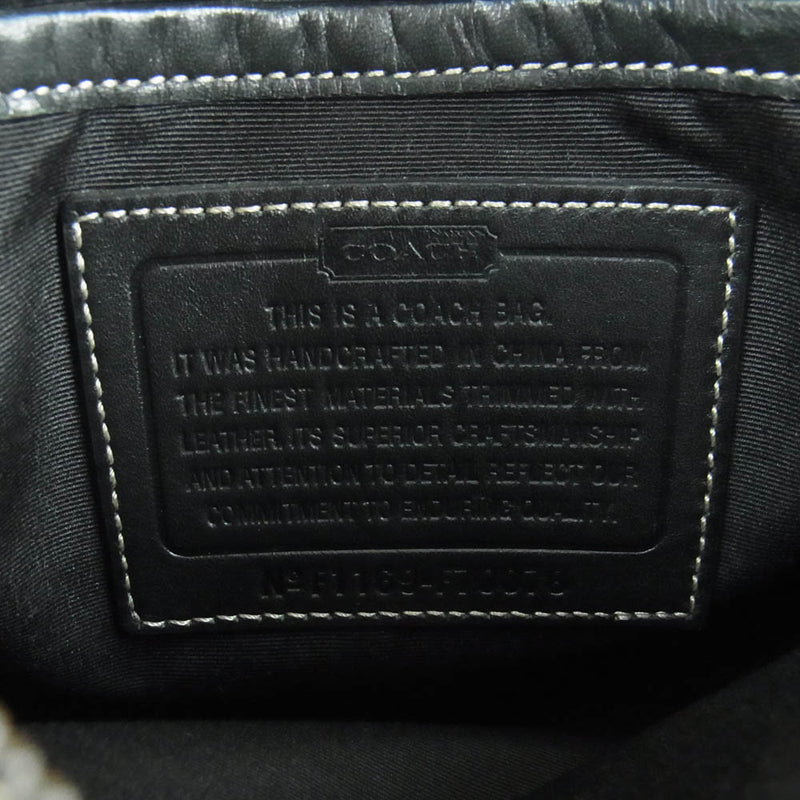 COACH
THIS IS A COACH BAG.
IT WAS HANDCRAFTED IN CHINA FROM
THE FINEST MATERIALS TRIMMED WITH
LEATHER. ITS SUPERIOR CRAFTSMANSHIP
AND ATTENTION TO DETAIL REFLECT OUR
COMMITMENT TO ENDURING QUALITY.
No